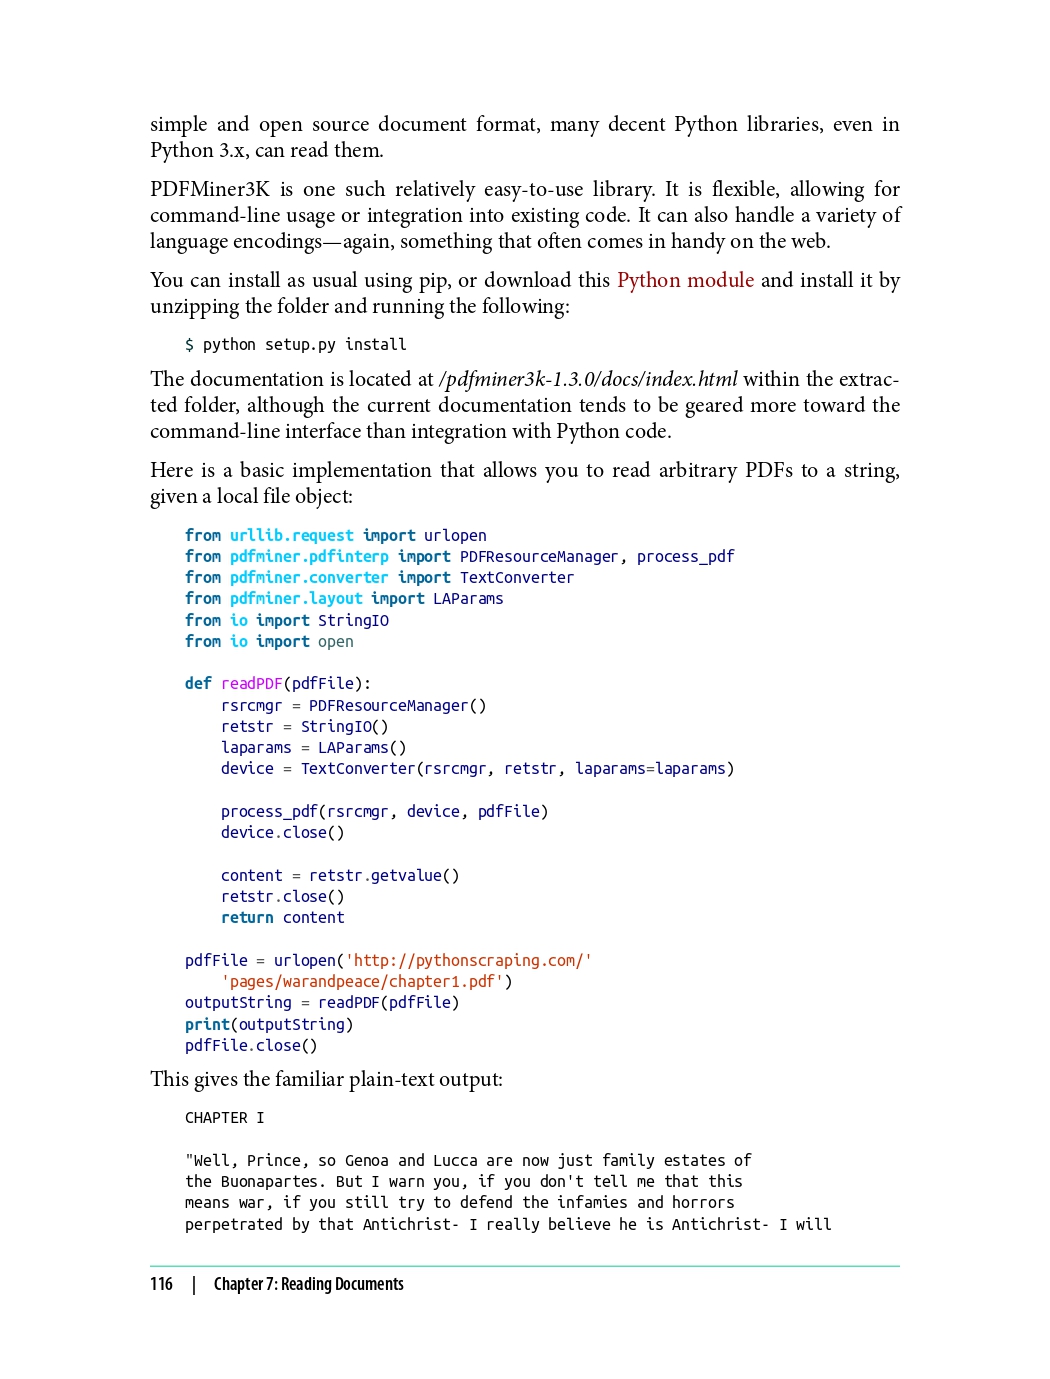 simple and open source document format, many decent Python libraries, even in
Python 3.x, can read them.
PDFMiner3K is one such relatively easy-to-use library. It is flexible, allowing for
command-line usage or integration into existing code. It can also handle a variety of
language encodings—again, something that often comes in handy on the web.
You can install as usual using pip, or download this Python module and install it by
unzipping the folder and running the following:
$ python setup.py install
The documentation is located at /pdfminer3k-1.3.0/docs/index.html within the extrac-
ted folder, although the current documentation tends to be geared more toward the
command-line interface than integration with Python code.
Here is a basic implementation that allows you to read arbitrary PDFs to a string,
given a local file object:
from urllib.request import urlopen
from pdfminer.pdfinterp import PDFResourceManager, process_pdf
from pdfminer.converter import TextConverter
from pdfminer.layout import LAParams
from io import StringIO
from io import open
def readPDF(pdfFile):
    rsrcmgr = PDFResourceManager()
    retstr = StringIO()
    laparams = LAParams()
    device = TextConverter(rsrcmgr, retstr, laparams=laparams)
    process_pdf(rsrcmgr, device, pdfFile)
    device.close()
    content = retstr.getvalue()
    retstr.close()
    return content
pdfFile = urlopen('http://pythonscraping.com/'
    'pages/warandpeace/chapter1.pdf')
outputString = readPDF(pdfFile)
print(outputString)
pdfFile.close()
This gives the familiar plain-text output:
CHAPTER I
"Well, Prince, so Genoa and Lucca are now just family estates of
the Buonapartes. But I warn you, if you don't tell me that this
means war, if you still try to defend the infamies and horrors
perpetrated by that Antichrist- I really believe he is Antichrist- I will
116 | Chapter 7: Reading Documents